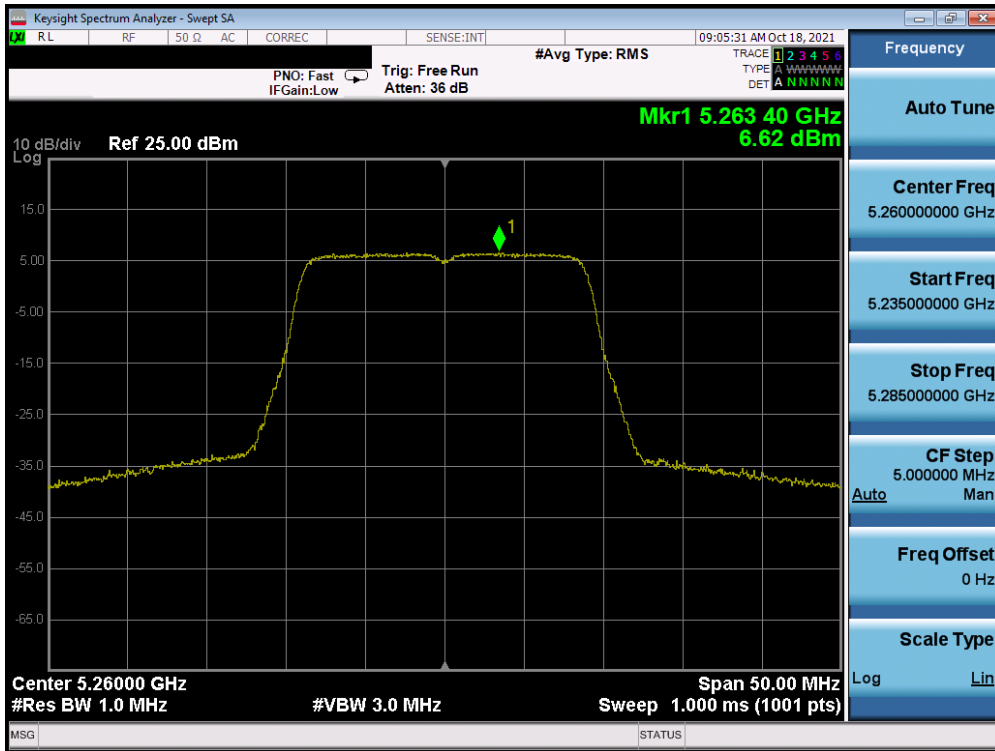 Keysight Spectrum Analyzer - Swept SA
LXI RL RF 50 Ω AC CORREC SENSE:INT 09:05:31 AM Oct 18, 2021
#Avg Type: RMS
TRACE 1 2 3 4 5 6
PNO: Fast Trig: Free Run
TYPE A WWWWW
IFGain:Low Atten: 36 dB
DET A N N N N N
Mkr1 5.263 40 GHz
6.62 dBm
10 dB/div Ref 25.00 dBm
Log
15.0
1
5.00
-5.00
-15.0
-25.0
-35.0
-45.0
-55.0
-65.0
Center 5.26000 GHz Span 50.00 MHz
#Res BW 1.0 MHz #VBW 3.0 MHz Sweep 1.000 ms (1001 pts)
MSG STATUS
Frequency
Auto Tune
Center Freq
5.260000000 GHz
Start Freq
5.235000000 GHz
Stop Freq
5.285000000 GHz
CF Step
5.000000 MHz
Auto Man
Freq Offset
0 Hz
Scale Type
Log Lin